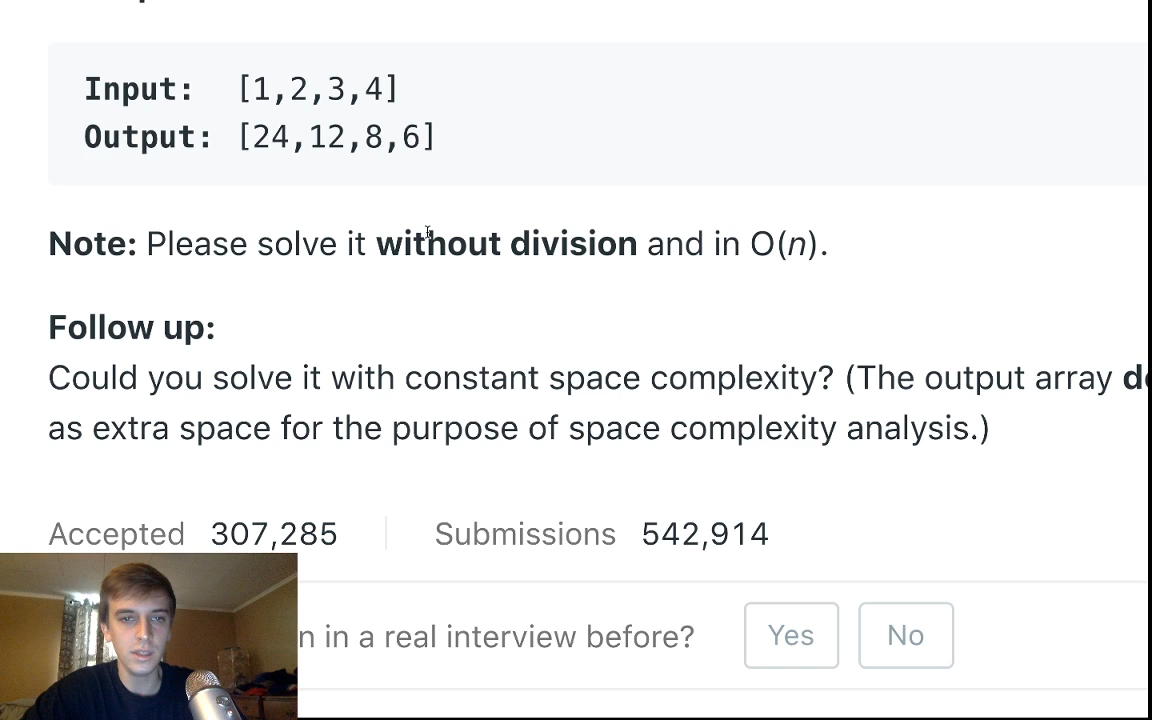 Input: [1,2,3,4]
Output: [24,12,8,6]
Note: Please solve it without division and in O(n).
Follow up:
Could you solve it with constant space complexity? (The output array
as extra space for the purpose of space complexity analysis.)
Accepted 307,285 Submissions 542,914
n in a real interview before? Yes No